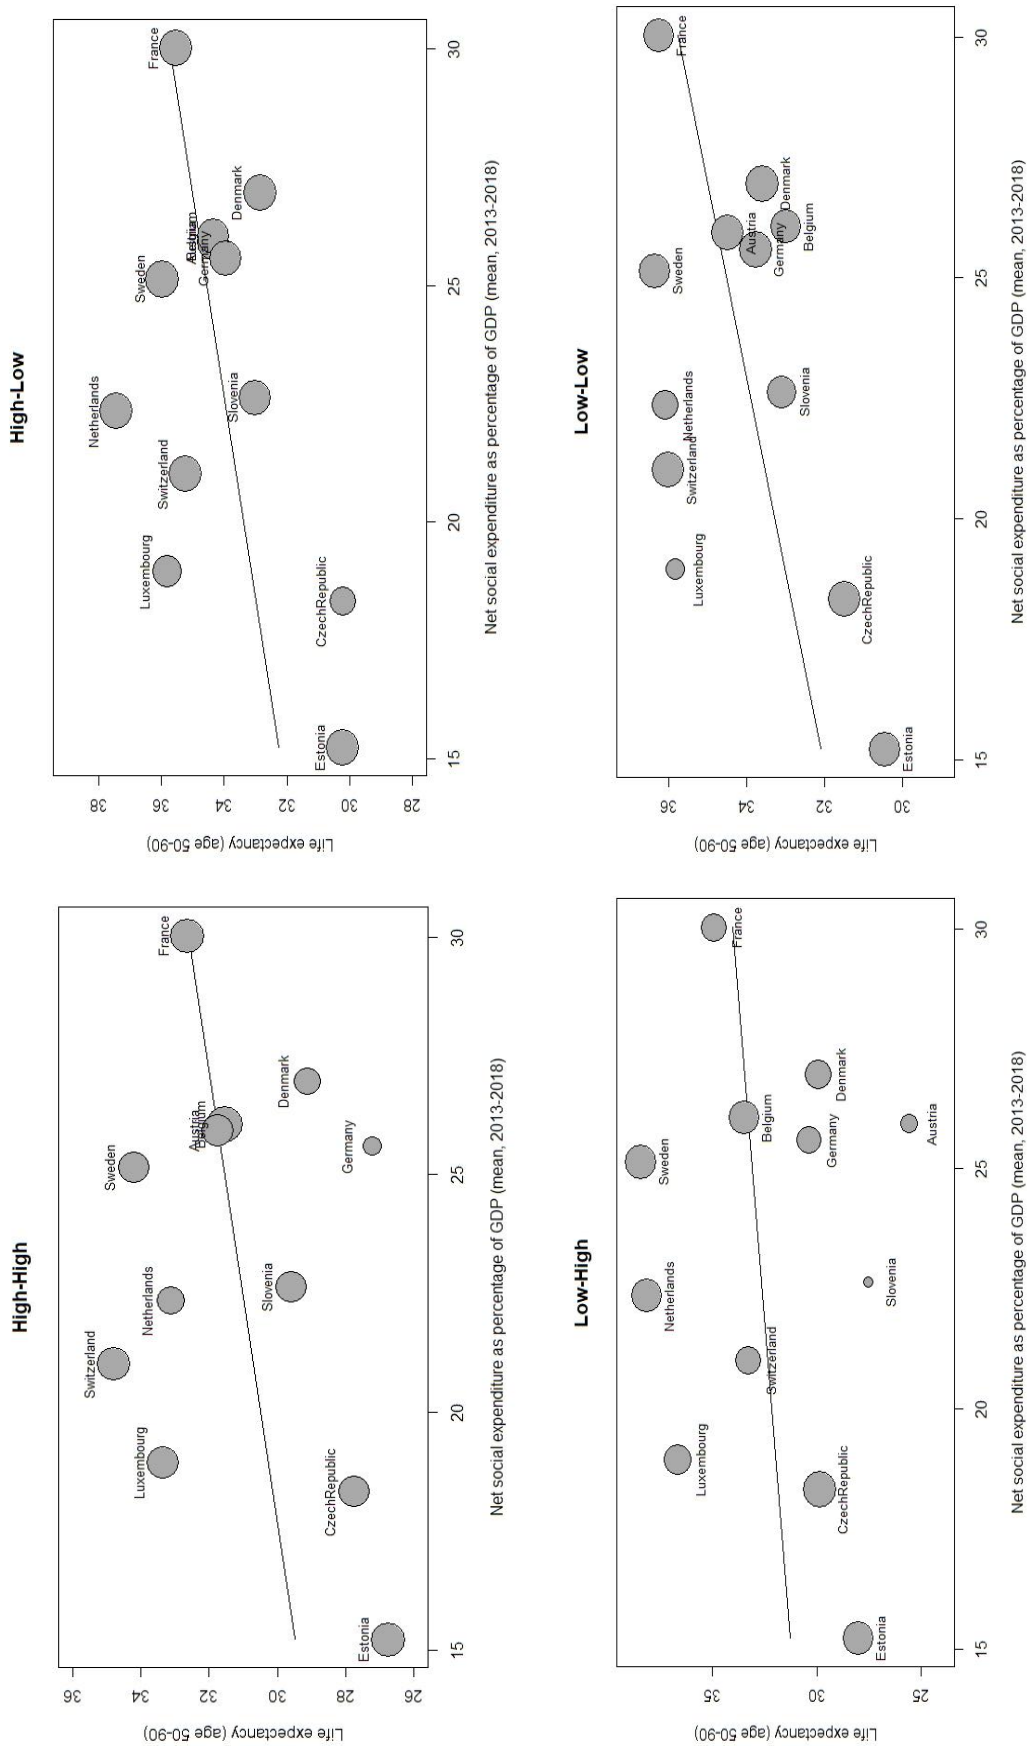 High-High
Life expectancy (age 50-90)
36
34
32
30
28
26
Switzerland
Sweden
Luxembourg
Netherlands
France
Austria
Belgium
Slovenia
Denmark
CzechRepublic
Germany
Estonia
15
20
25
30
Net social expenditure as percentage of GDP (mean, 2013-2018)
High-Low
Life expectancy (age 50-90)
38
36
34
32
30
28
Netherlands
Sweden
France
Luxembourg
Switzerland
Belgium
Austria
Germany
Slovenia
Denmark
CzechRepublic
Estonia
15
20
25
30
Net social expenditure as percentage of GDP (mean, 2013-2018)
Low-High
Life expectancy (age 50-90)
35
30
25
Sweden
Netherlands
Luxembourg
France
Switzerland
Belgium
Germany
Denmark
CzechRepublic
Estonia
Slovenia
Austria
15
20
25
30
Net social expenditure as percentage of GDP (mean, 2013-2018)
Low-Low
Life expectancy (age 50-90)
36
34
32
30
France
Sweden
Netherlands
Switzerland
Luxembourg
Austria
Germany
Denmark
Belgium
Slovenia
CzechRepublic
Estonia
15
20
25
30
Net social expenditure as percentage of GDP (mean, 2013-2018)